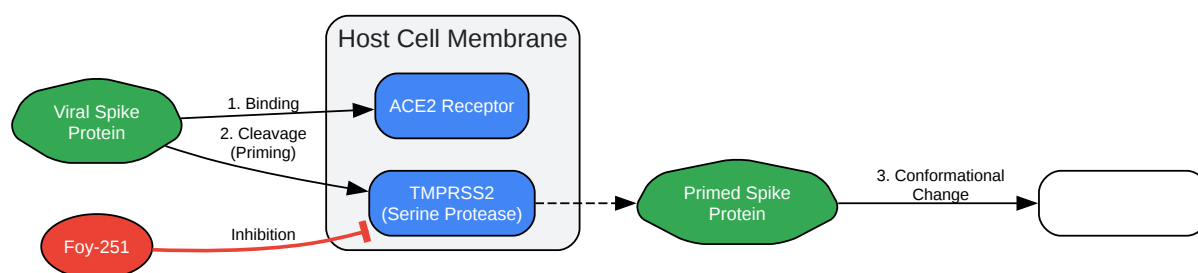 Host Cell Membrane
Viral Spike
Protein
1. Binding
ACE2 Receptor
2. Cleavage
(Priming)
TMPRSS2
(Serine Protease)
Primed Spike
Protein
3. Conformational
Change
Foy-251
Inhibition